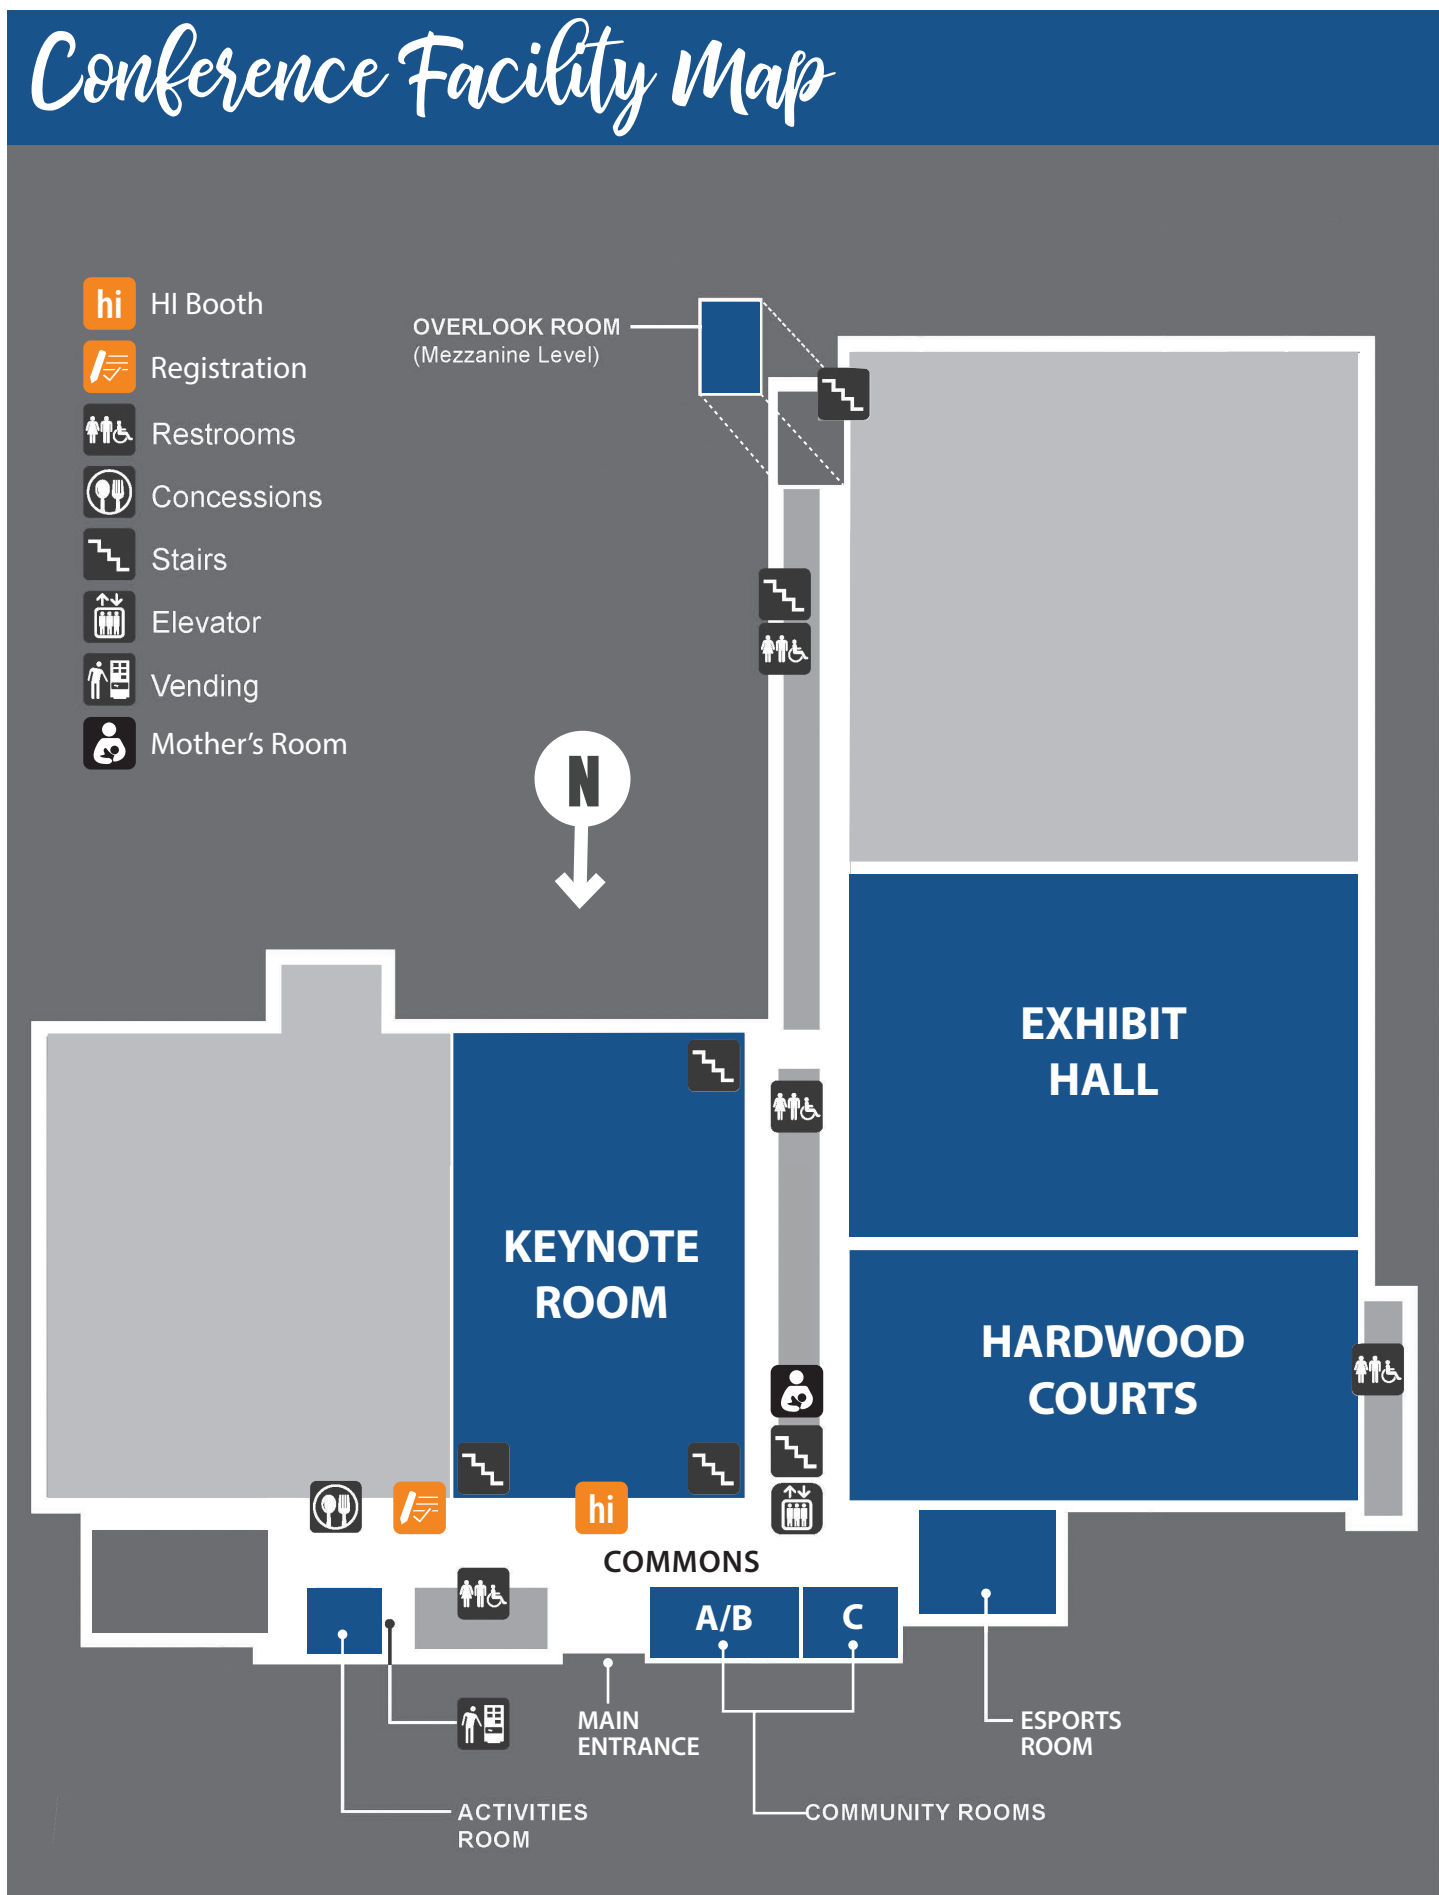 Conference Facility Map
hi HI Booth
Registration
Restrooms
Concessions
Stairs
Elevator
Vending
Mother's Room
OVERLOOK ROOM
(Mezzanine Level)
N
EXHIBIT
HALL
KEYNOTE
ROOM
HARDWOOD
COURTS
hi
COMMONS
A/B
C
MAIN
ENTRANCE
ESPORTS
ROOM
ACTIVITIES
ROOM
COMMUNITY ROOMS